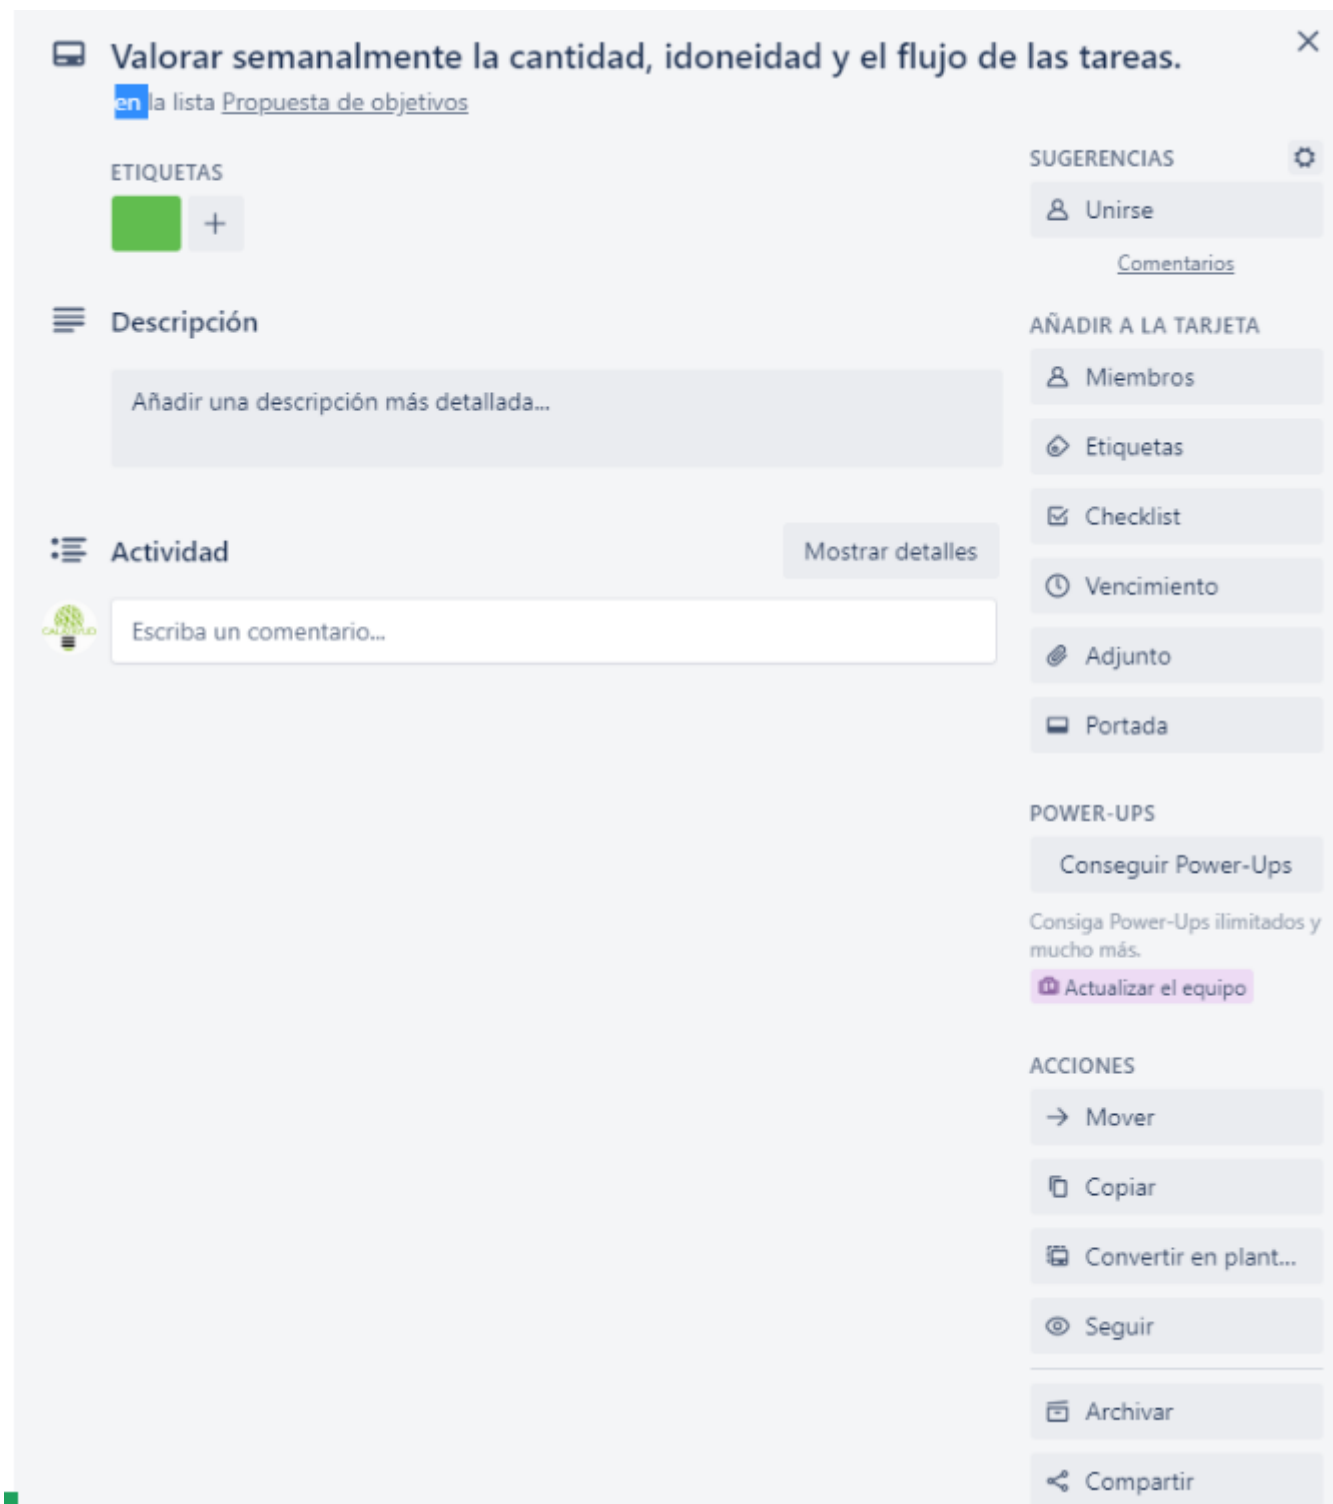 Valorar semanalmente la cantidad, idoneidad y el flujo de las tareas.
en la lista Propuesta de objetivos
ETIQUETAS
Descripción
Añadir una descripción más detallada...
Actividad
Mostrar detalles
Escriba un comentario...
SUGERENCIAS
Unirse
Comentarios
AÑADIR A LA TARJETA
Miembros
Etiquetas
Checklist
Vencimiento
Adjunto
Portada
POWER-UPS
Conseguir Power-Ups
Consiga Power-Ups ilimitados y
mucho más.
Actualizar el equipo
ACCIONES
Mover
Copiar
Convertir en plant...
Seguir
Archivar
Compartir